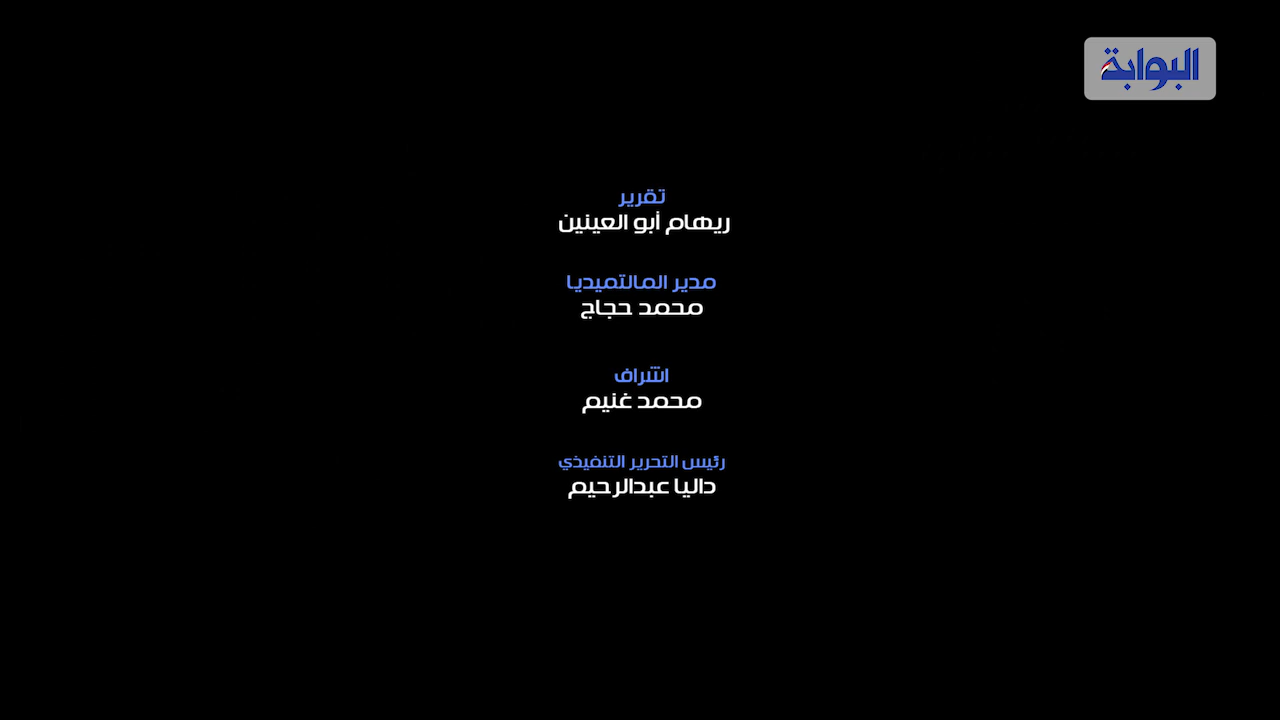 البوابة
تقرير
ريهام أبو العينين
مدير المالتميديا
محمد حجاج
اشراف
محمد غنيم
رئيس التحرير التنفيذي
داليا عبدالرحيم